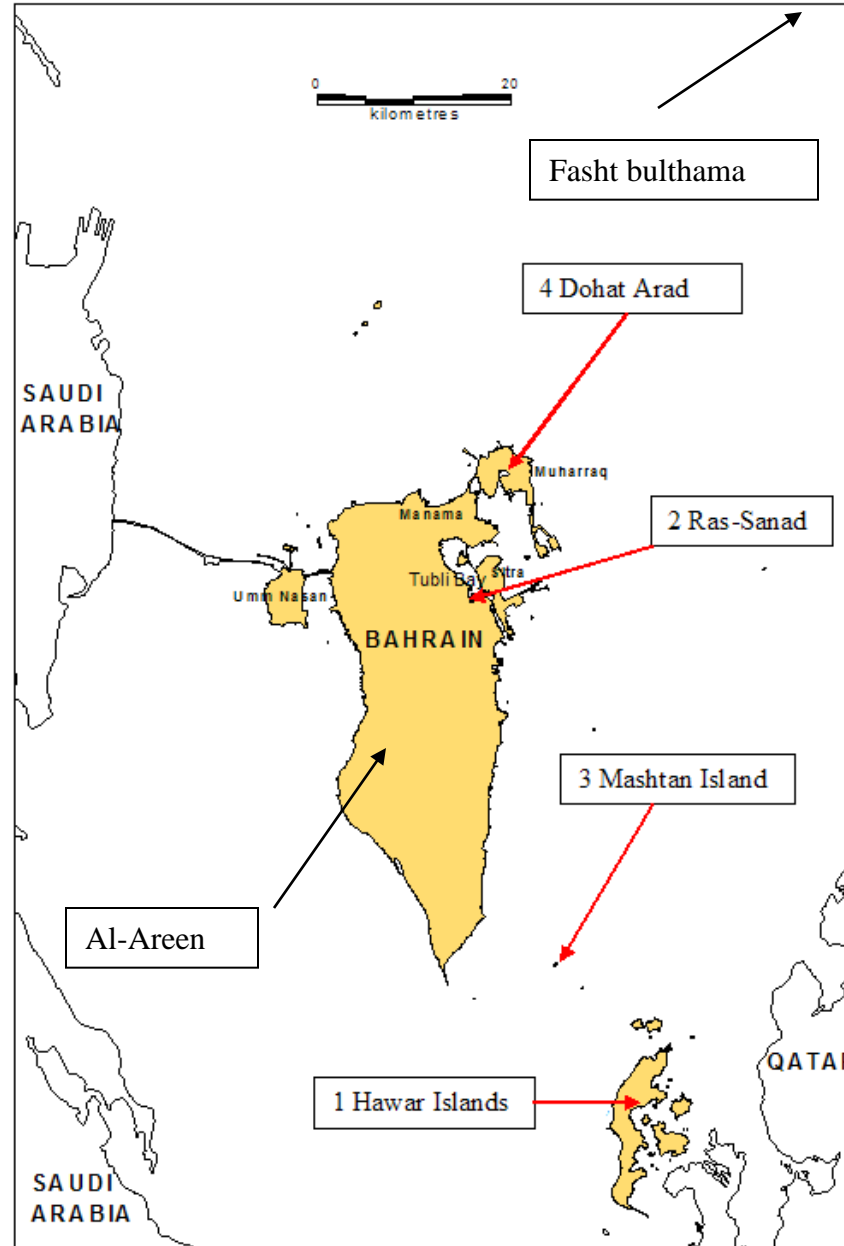 0 20
kilometres
Fasht bulthama
4 Dohat Arad
SAUDI
ARABIA
Muharraq
Manama
2 Ras-Sanad
Sitra
Tubli Bay
Umm Nasan
BAHRAIN
3 Mashtan Island
Al-Areen
QATAR
1 Hawar Islands
SAUDI
ARABIA